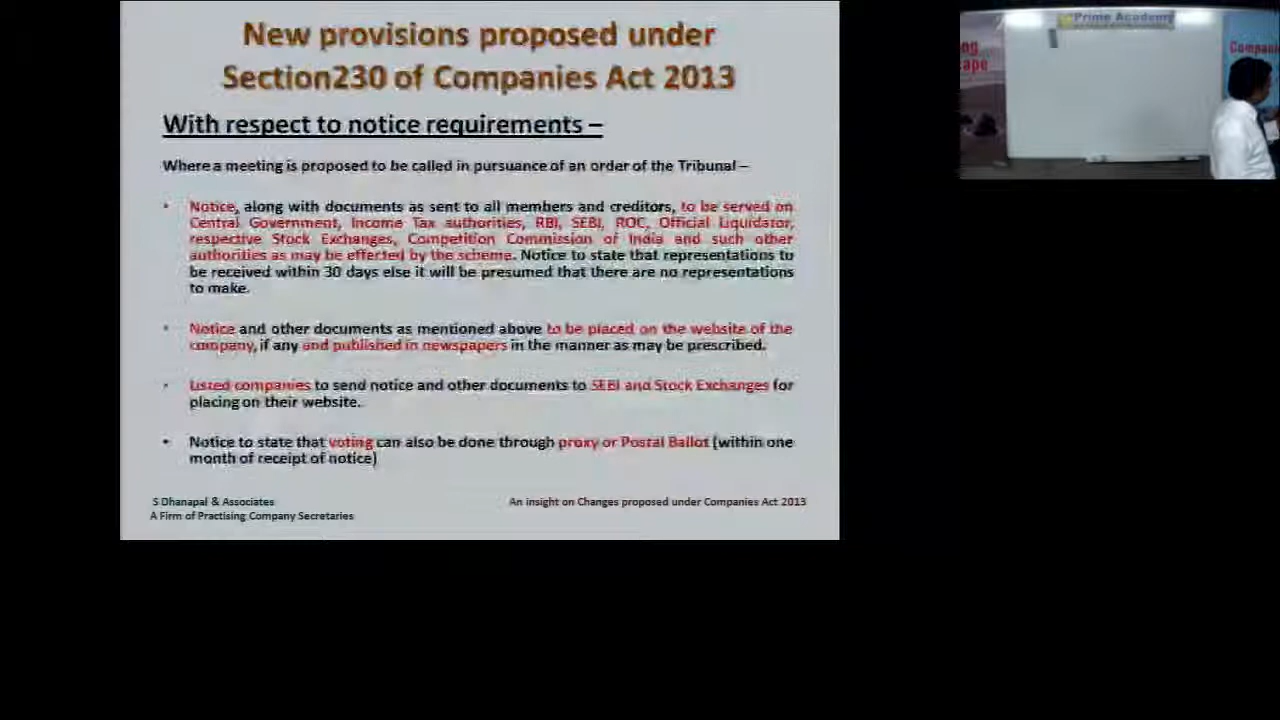 New provisions proposed under
Section230 of Companies Act 2013
With respect to notice requirements –
Where a meeting is proposed to be called in pursuance of an order of the Tribunal –
• Notice, along with documents as sent to all members and creditors, to be served on
Central Government, Income Tax authorities, RBI, SEBI, ROC, Official Liquidator,
respective Stock Exchanges, Competition Commission of India and such other
authorities as may be effected by the scheme. Notice to state that representations to
be received within 30 days else it will be presumed that there are no representations
to make.
• Notice and other documents as mentioned above to be placed on the website of the
company, if any and published in newspapers in the manner as may be prescribed.
• Listed companies to send notice and other documents to SEBI and Stock Exchanges for
placing on their website.
• Notice to state that voting can also be done through proxy or Postal Ballot (within one
month of receipt of notice)
S Dhanapal & Associates
A Firm of Practising Company Secretaries
An insight on Changes proposed under Companies Act 2013
Prime Academy
ng
cape
Compani